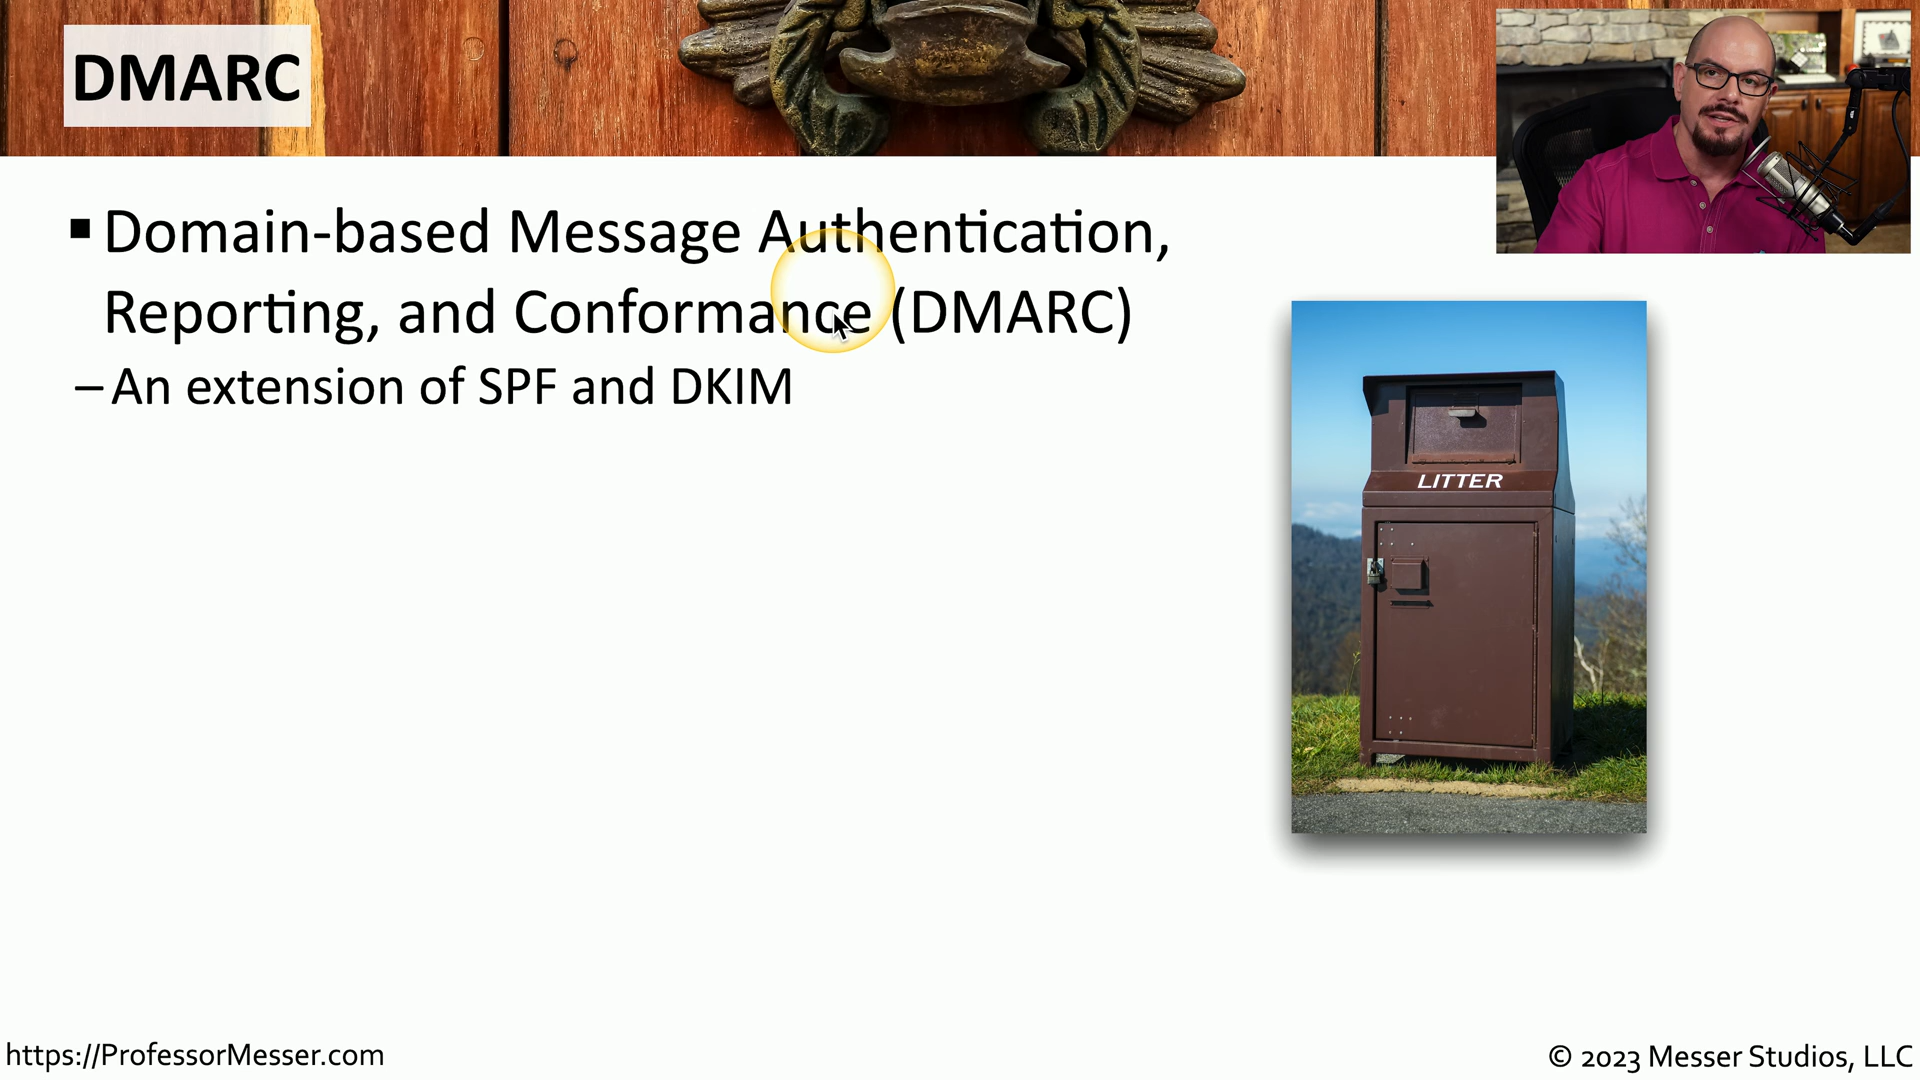 DMARC
▪ Domain-based Message Authentication,
Reporting, and Conformance (DMARC)
– An extension of SPF and DKIM
LITTER
https://ProfessorMesser.com
© 2023 Messer Studios, LLC